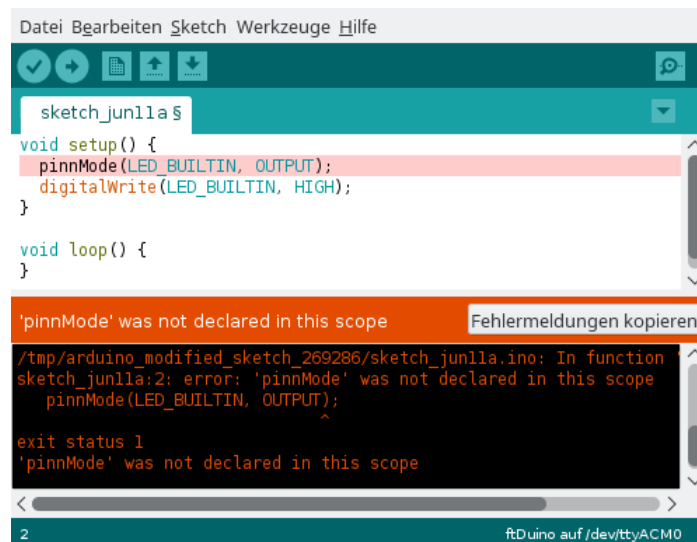 Datei Bearbeiten Sketch Werkzeuge Hilfe
sketch_jun11a §
void setup() {
  pinnMode(LED_BUILTIN, OUTPUT);
  digitalWrite(LED_BUILTIN, HIGH);
}
void loop() {
}
'pinnMode' was not declared in this scope
Fehlermeldungen kopieren
/tmp/arduino_modified_sketch_269286/sketch_jun11a.ino: In function '
sketch_jun11a:2: error: 'pinnMode' was not declared in this scope
   pinnMode(LED_BUILTIN, OUTPUT);
^
exit status 1
'pinnMode' was not declared in this scope
2
ftDuino auf /dev/ttyACM0